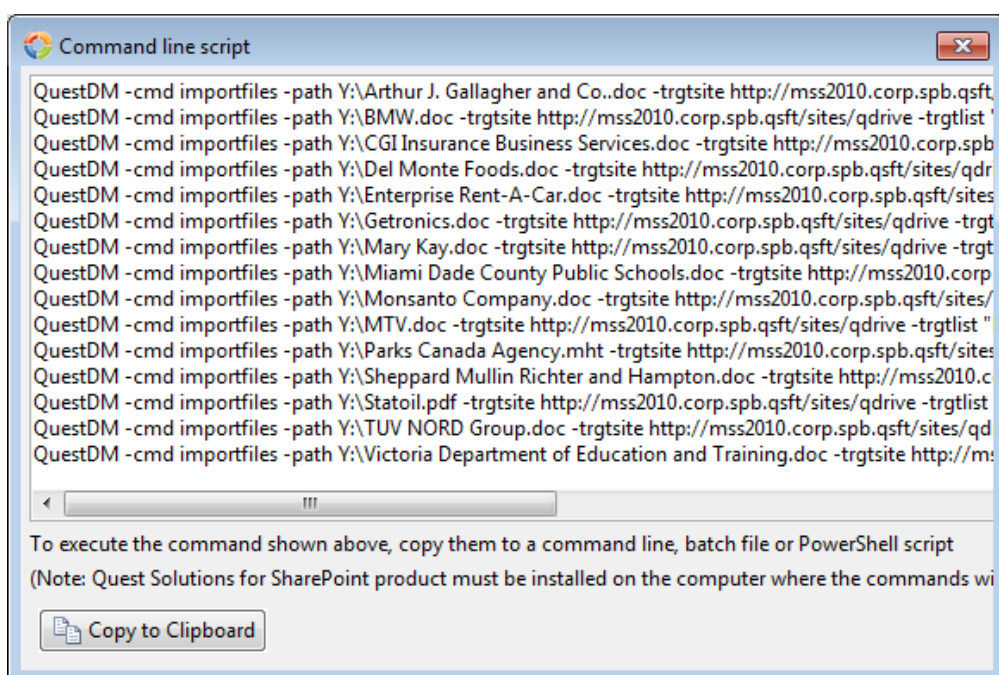 Command line script
QuestDM -cmd importfiles -path Y:\Arthur J. Gallagher and Co..doc -trgtsite http://mss2010.corp.spb.qsft,
QuestDM -cmd importfiles -path Y:\BMW.doc -trgtsite http://mss2010.corp.spb.qsft/sites/qdrive -trgtlist "
QuestDM -cmd importfiles -path Y:\CGI Insurance Business Services.doc -trgtsite http://mss2010.corp.spb
QuestDM -cmd importfiles -path Y:\Del Monte Foods.doc -trgtsite http://mss2010.corp.spb.qsft/sites/qdr
QuestDM -cmd importfiles -path Y:\Enterprise Rent-A-Car.doc -trgtsite http://mss2010.corp.spb.qsft/sites
QuestDM -cmd importfiles -path Y:\Getronics.doc -trgtsite http://mss2010.corp.spb.qsft/sites/qdrive -trgt
QuestDM -cmd importfiles -path Y:\Mary Kay.doc -trgtsite http://mss2010.corp.spb.qsft/sites/qdrive -trgt
QuestDM -cmd importfiles -path Y:\Miami Dade County Public Schools.doc -trgtsite http://mss2010.corp
QuestDM -cmd importfiles -path Y:\Monsanto Company.doc -trgtsite http://mss2010.corp.spb.qsft/sites/
QuestDM -cmd importfiles -path Y:\MTV.doc -trgtsite http://mss2010.corp.spb.qsft/sites/qdrive -trgtlist "
QuestDM -cmd importfiles -path Y:\Parks Canada Agency.mht -trgtsite http://mss2010.corp.spb.qsft/sites
QuestDM -cmd importfiles -path Y:\Sheppard Mullin Richter and Hampton.doc -trgtsite http://mss2010.c
QuestDM -cmd importfiles -path Y:\Statoil.pdf -trgtsite http://mss2010.corp.spb.qsft/sites/qdrive -trgtlist
QuestDM -cmd importfiles -path Y:\TUV NORD Group.doc -trgtsite http://mss2010.corp.spb.qsft/sites/qd
QuestDM -cmd importfiles -path Y:\Victoria Department of Education and Training.doc -trgtsite http://ms
To execute the command shown above, copy them to a command line, batch file or PowerShell script
(Note: Quest Solutions for SharePoint product must be installed on the computer where the commands wi
Copy to Clipboard